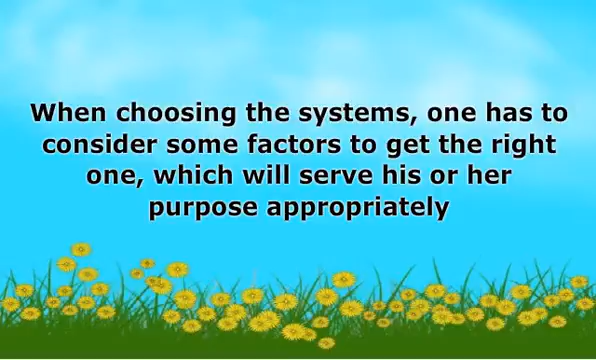 When choosing the systems, one has to
consider some factors to get the right
one, which will serve his or her
purpose appropriately